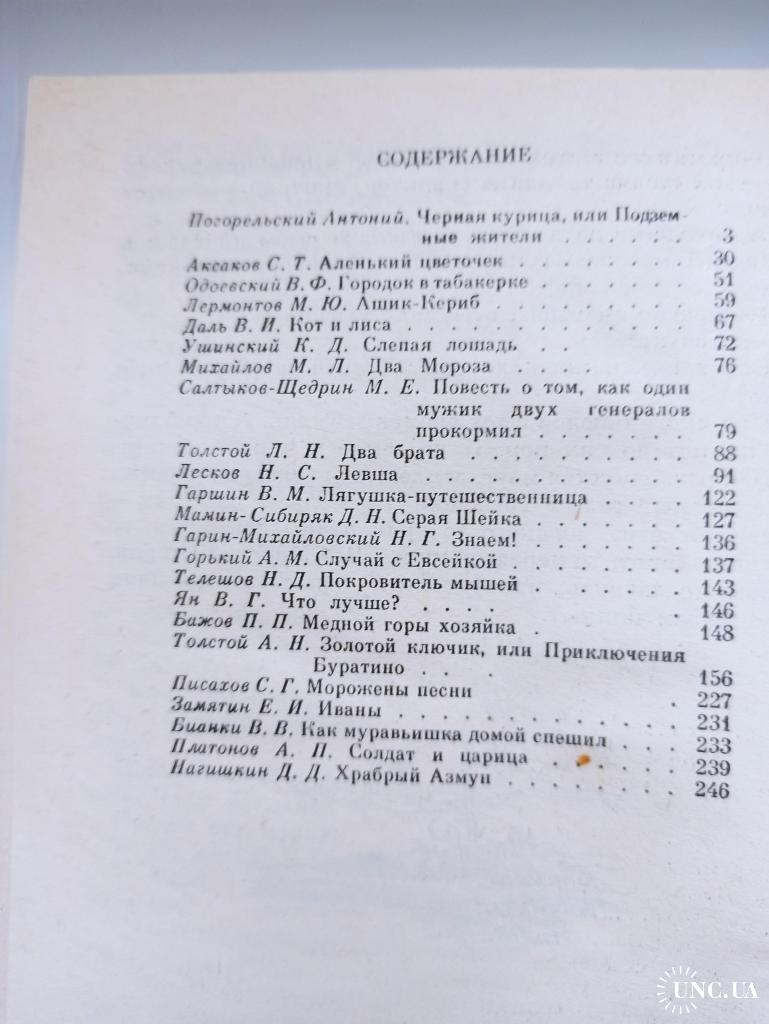 СОДЕРЖАНИЕ
Погорельский Антоний. Черная курица, или Подзем-
ные жители . . . . . . 3
Аксаков С. Т. Аленький цветочек . . . . . . . . 30
Одоевский В. Ф. Городок в табакерке . . . . . . . 51
Лермонтов М. Ю. Ашик-Кериб . . . . . . . . . 59
Даль В. И. Кот и лиса . . . . . . . . . . . . . 67
Ушинский К. Д. Слепая лошадь . . 72
Михайлов М. Л. Два Мороза . . . . 76
Салтыков-Щедрин М. Е. Повесть о том, как один
мужик двух генералов
прокормил . . . . . . . 79
Толстой Л. Н. Два брата . . . . . . . . . . 88
Лесков Н. С. Левша . . . . . . . . . . . . 91
Гаршин В. М. Лягушка-путешественница . . . . 122
Мамин-Сибиряк Д. Н. Серая Шейка . . . . . . . 127
Гарин-Михайловский Н. Г. Знаем! . . . . . . . 136
Горький А. М. Случай с Евсейкой . . . . . . . 137
Телешов Н. Д. Покровитель мышей . . . . . . . 143
Ян В. Г. Что лучше? . . . . . 146
Бажов П. П. Медной горы хозяйка . 148
Толстой А. Н. Золотой ключик, или Приключения
Буратино . . . 156
Писахов С. Г. Морожены песни . 227
Замятин Е. И. Иваны . . . . . . . . . . . . 231
Бианки В. В. Как муравьишка домой спешил . . . . 233
Платонов А. П. Солдат и царица . . . . . . 239
Нагишкин Д. Д. Храбрый Азмун . . . . . . . . 246
UNC.UA